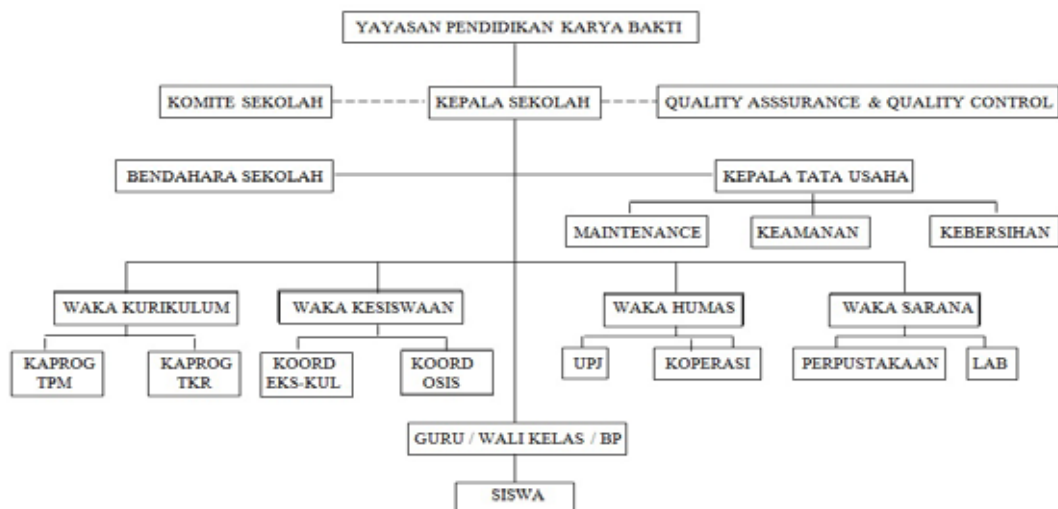 YAYASAN PENDIDIKAN KARYA BAKTI
KOMITE SEKOLAH
KEPALA SEKOLAH
QUALITY ASSSURANCE & QUALITY CONTROL
BENDAHARA SEKOLAH
KEPALA TATA USAHA
MAINTENANCE
KEAMANAN
KEBERSIHAN
WAKA KURIKULUM
WAKA KESISWAAN
WAKA HUMAS
WAKA SARANA
KAPROG
TPM
KAPROG
TKR
KOORD
EKS-KUL
KOORD
OSIS
UPJ
KOPERASI
PERPUSTAKAAN
LAB
GURU / WALI KELAS / BP
SISWA